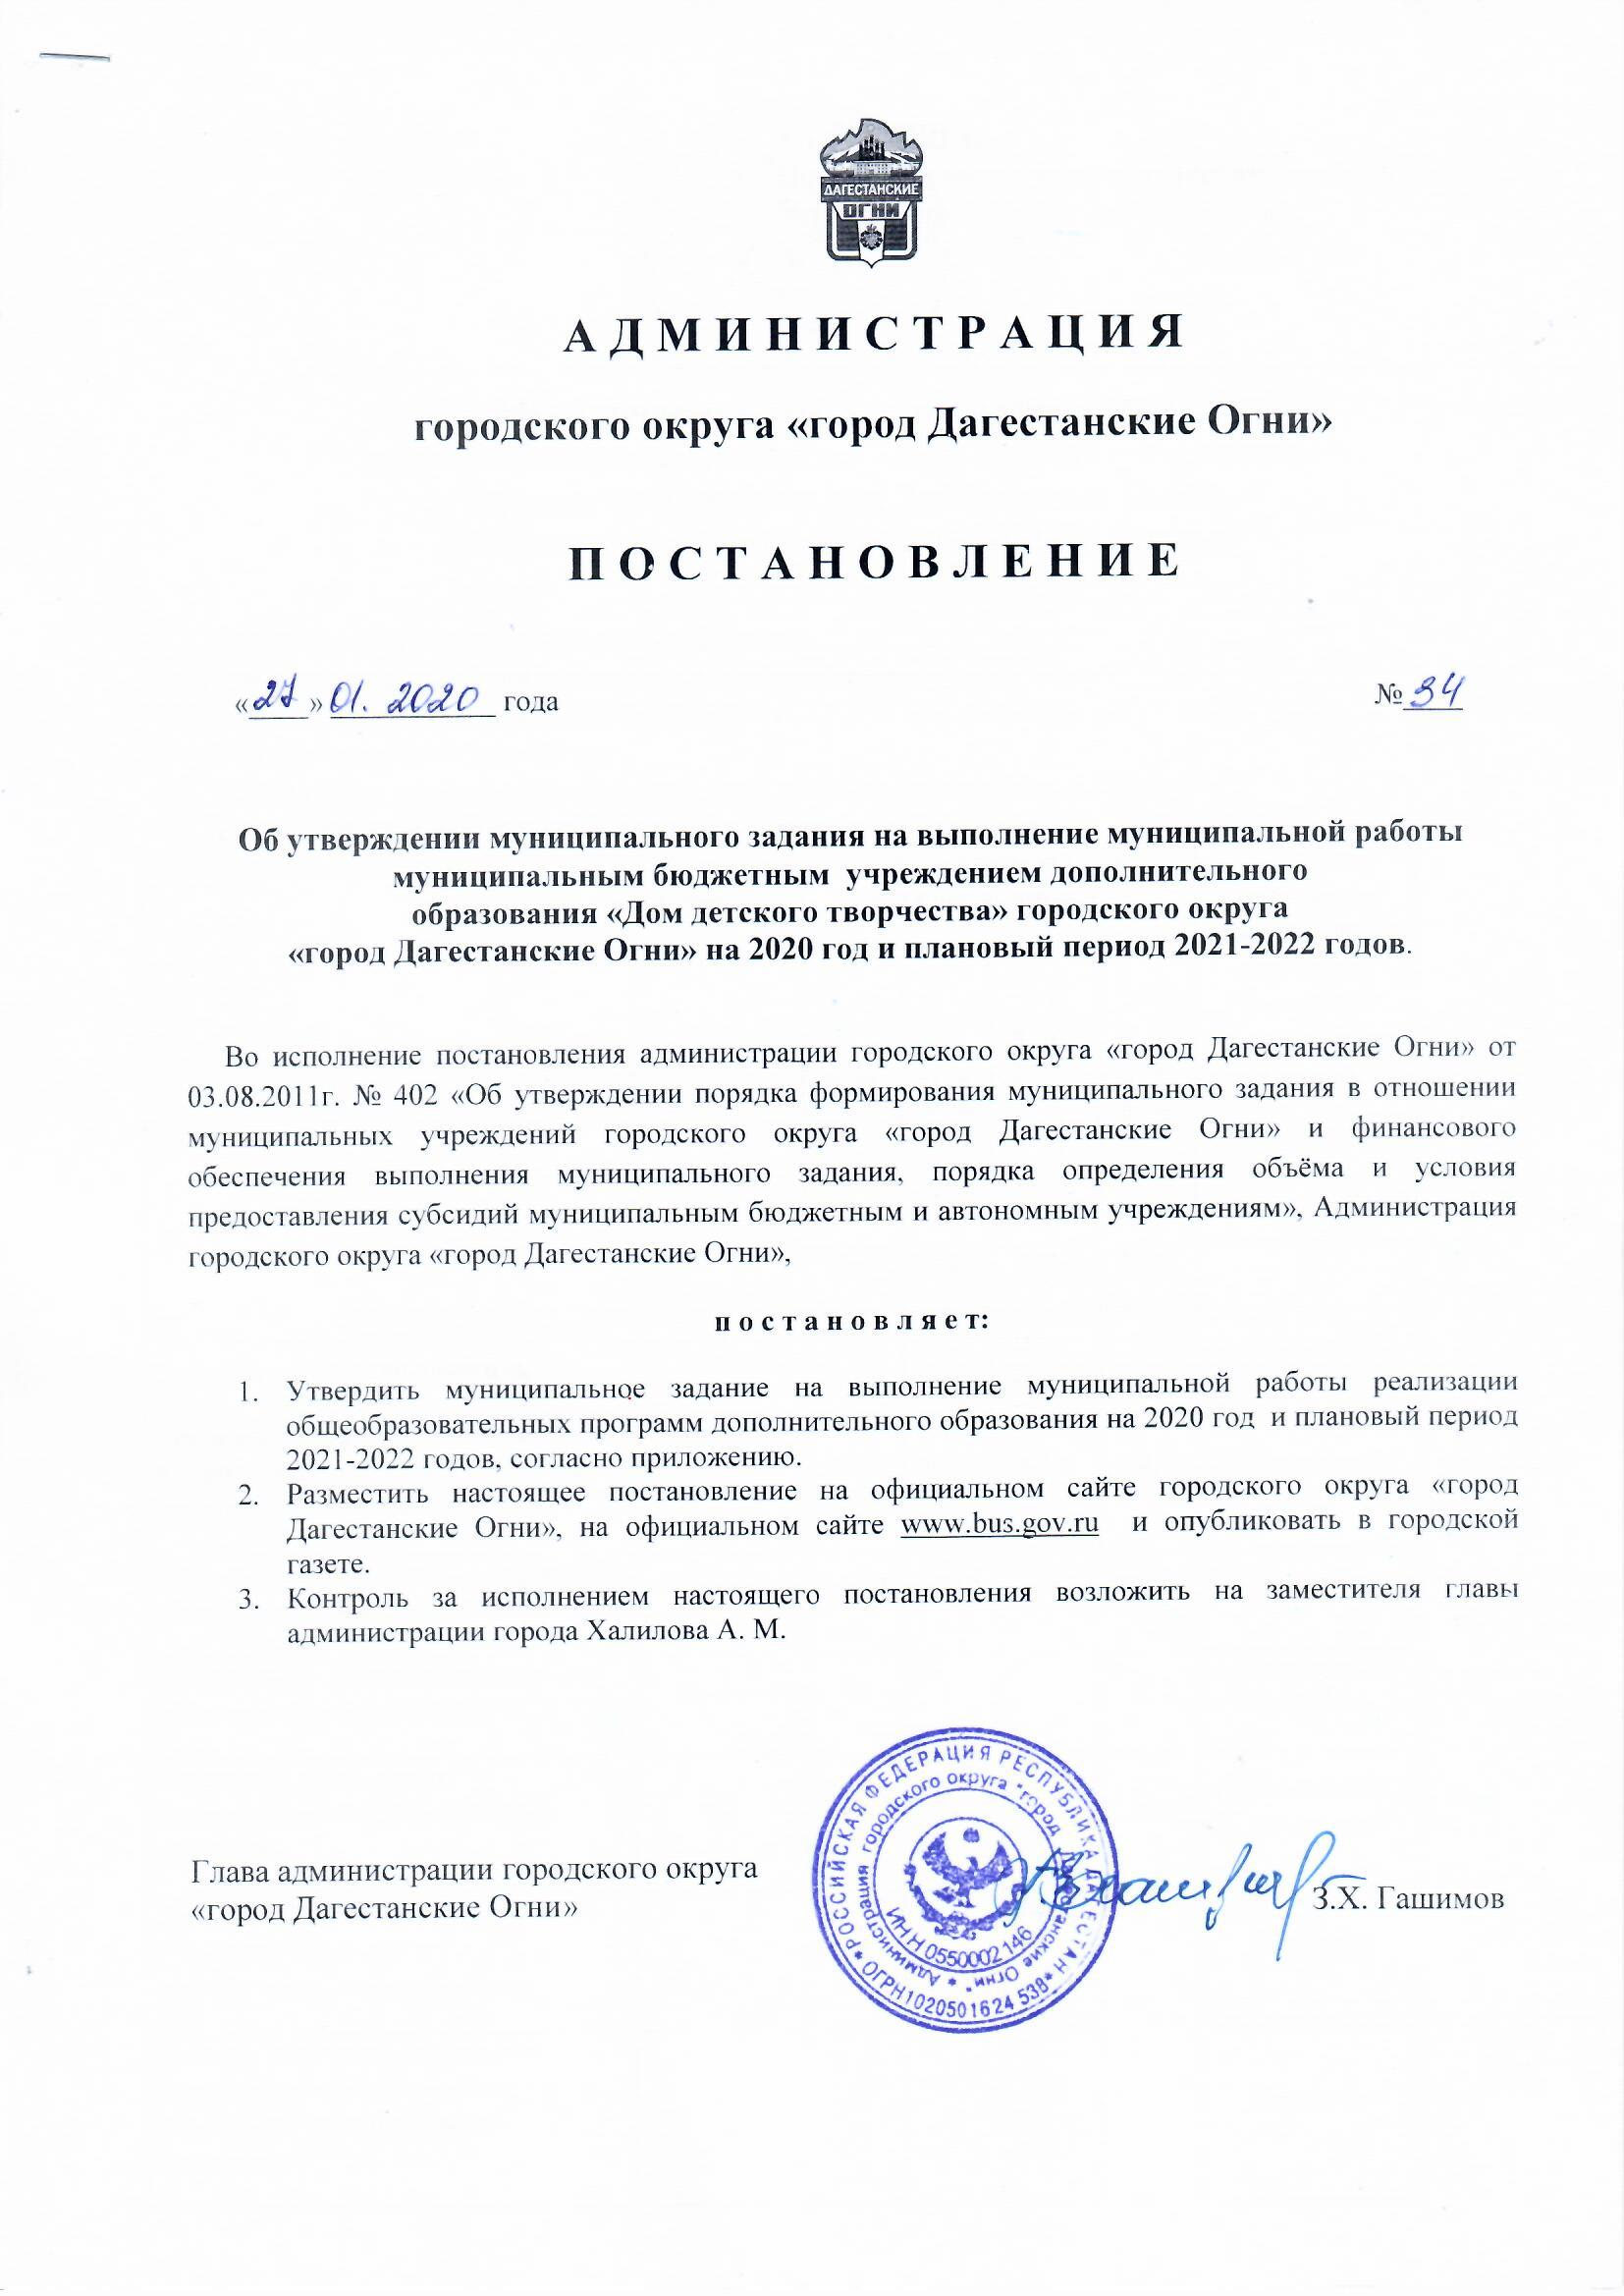 ДАГЕСТАНСКИЕ
ОГНИ
А Д М И Н И С Т Р А Ц И Я
городского округа «город Дагестанские Огни»
П О С Т А Н О В Л Е Н И Е
«27» 01. 2020 года №34
Об утверждении муниципального задания на выполнение муниципальной работы
муниципальным бюджетным учреждением дополнительного
образования «Дом детского творчества» городского округа
«город Дагестанские Огни» на 2020 год и плановый период 2021-2022 годов.
Во исполнение постановления администрации городского округа «город Дагестанские Огни» от
03.08.2011г. № 402 «Об утверждении порядка формирования муниципального задания в отношении
муниципальных учреждений городского округа «город Дагестанские Огни» и финансового
обеспечения выполнения муниципального задания, порядка определения объёма и условия
предоставления субсидий муниципальным бюджетным и автономным учреждениям», Администрация
городского округа «город Дагестанские Огни»,
п о с т а н о в л я е т:
1. Утвердить муниципальное задание на выполнение муниципальной работы реализации
общеобразовательных программ дополнительного образования на 2020 год и плановый период
2021-2022 годов, согласно приложению.
2. Разместить настоящее постановление на официальном сайте городского округа «город
Дагестанские Огни», на официальном сайте www.bus.gov.ru и опубликовать в городской
газете.
3. Контроль за исполнением настоящего постановления возложить на заместителя главы
администрации города Халилова А. М.
Глава администрации городского округа
«город Дагестанские Огни» З.Х. Гашимов
РОССИЙСКАЯ ФЕДЕРАЦИЯ РЕСПУБЛИКА ДАГЕСТАН * ОГРН1020501624538 *
Администрация городского округа "город Дагестанские Огни" *
ИНН 0550002146